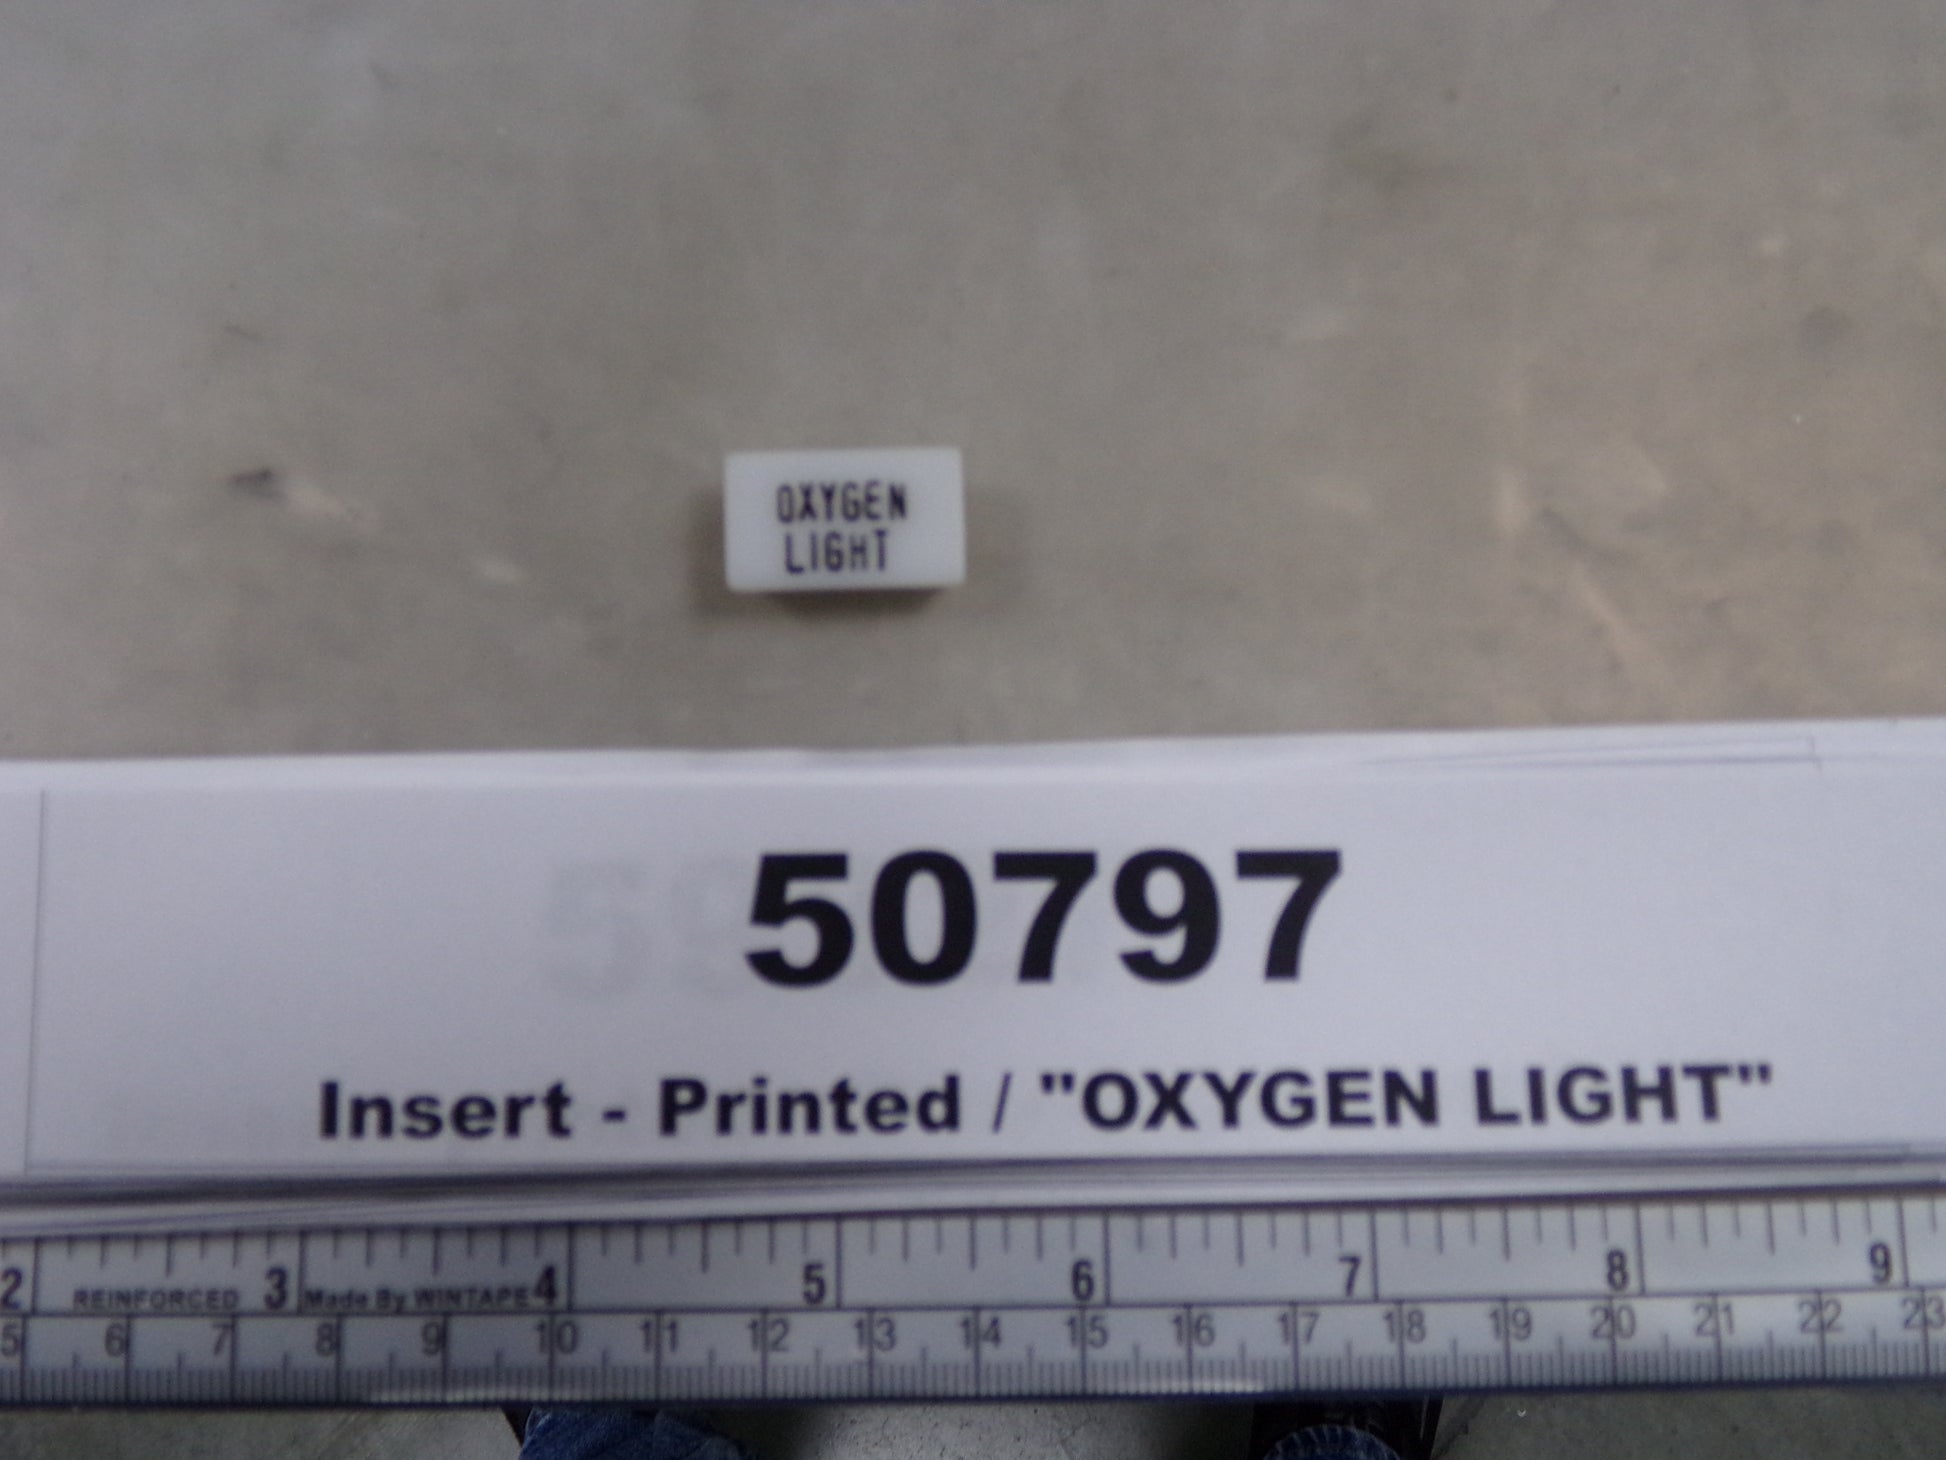 OXYGEN
LIGHT
50797
Insert - Printed / "OXYGEN LIGHT"
2 REINFORCED 3 Made By WINTAPE 4 5 6 7 8 9
5 6 7 8 9 10 11 12 13 14 15 16 17 18 19 20 21 22 23